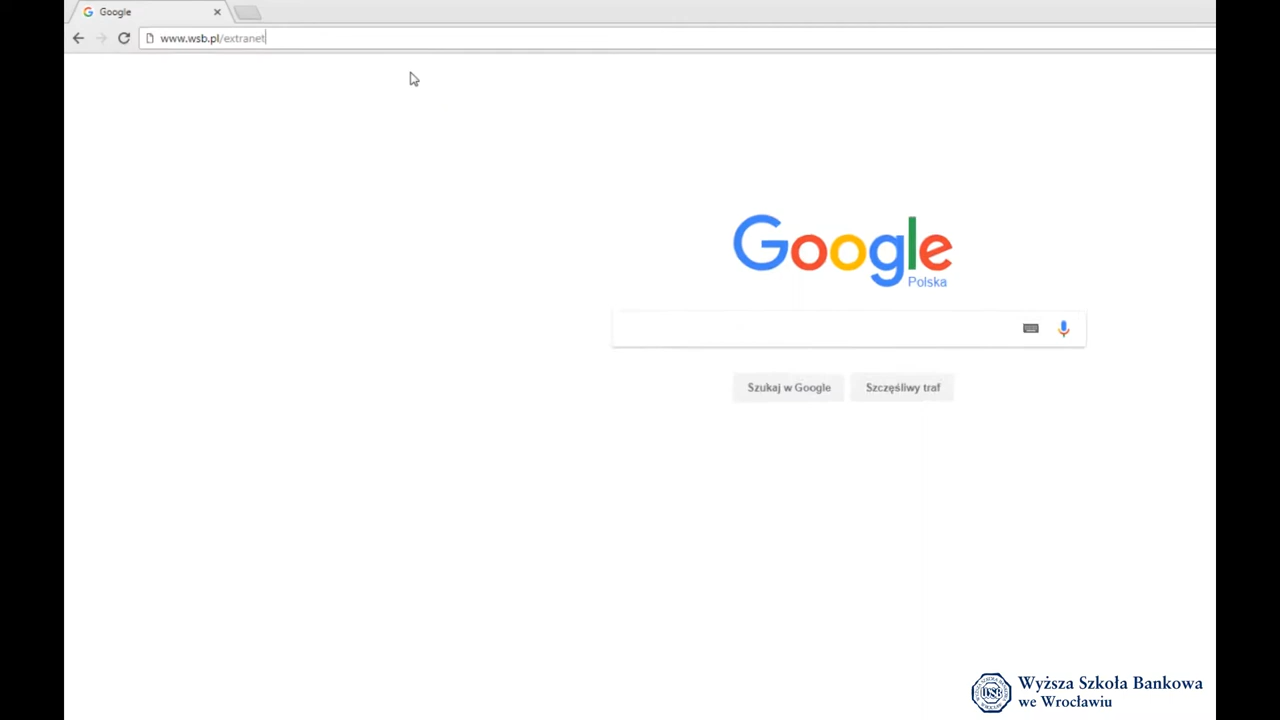 Google
www.wsb.pl/extranet
Google
Polska
Szukaj w Google
Szczęśliwy traf
Wyższa Szkoła Bankowa
we Wrocławiu